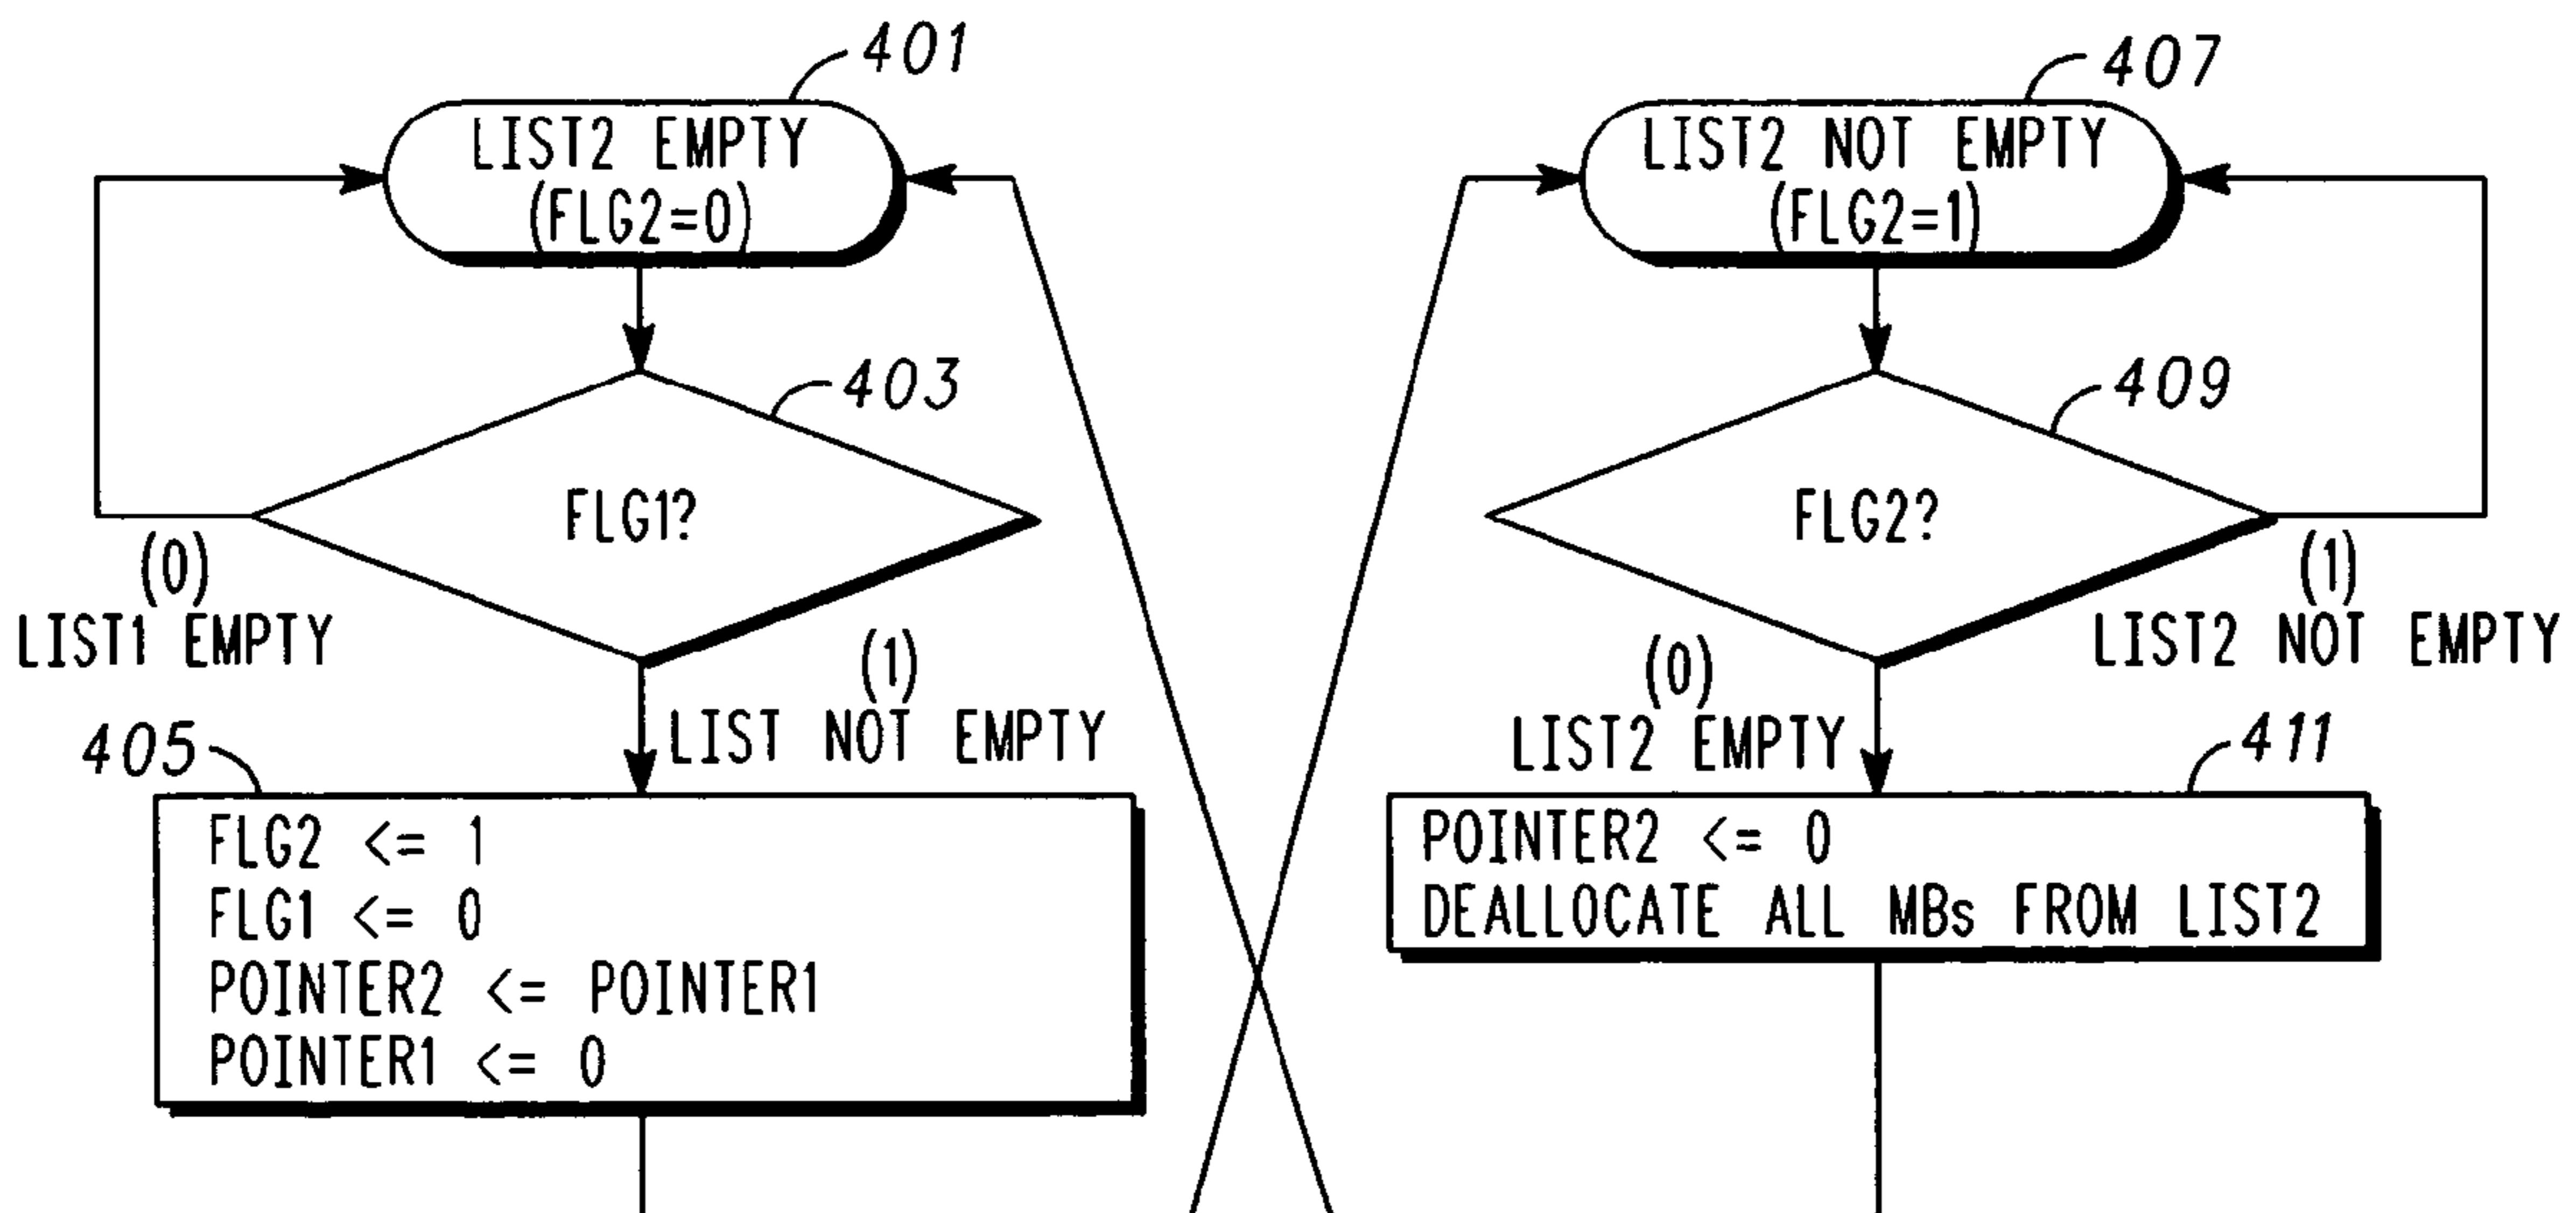 401
LIST2 EMPTY
(FLG2=0)
403
FLG1?
(0)
LIST1 EMPTY
(1)
LIST NOT EMPTY
405
FLG2 <= 1
FLG1 <= 0
POINTER2 <= POINTER1
POINTER1 <= 0
407
LIST2 NOT EMPTY
(FLG2=1)
409
FLG2?
(1)
LIST2 NOT EMPTY
(0)
LIST2 EMPTY
411
POINTER2 <= 0
DEALLOCATE ALL MBs FROM LIST2